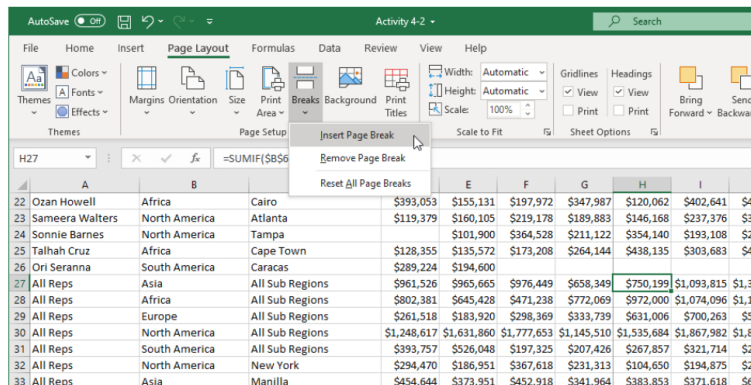 AutoSave Off Activity 4-2 Search
File Home Insert Page Layout Formulas Data Review View Help
Colors Width: Automatic Gridlines Headings
Aa Fonts Height: Automatic View View
Themes Effects Margins Orientation Size Print Area Breaks Background Print Titles Scale: 100% Print Print Bring Forward
Themes Page Setup Scale to Fit Sheet Options
Insert Page Break
Remove Page Break
Reset All Page Breaks
H27 fx =SUMIF($B$6
A B E F G H I
22 Ozan Howell Africa Cairo $393,053 $155,131 $197,972 $347,987 $120,062 $402,641
23 Sameera Walters North America Atlanta $119,379 $160,105 $219,178 $189,883 $146,168 $237,376
24 Sonnie Barnes North America Tampa $101,900 $364,528 $211,122 $354,140 $193,108
25 Talhah Cruz Africa Cape Town $128,355 $135,572 $173,208 $264,144 $438,135 $303,683
26 Ori Seranna South America Caracas $289,224 $194,600
27 All Reps Asia All Sub Regions $961,526 $965,665 $976,449 $658,349 $750,199 $1,093,815
28 All Reps Africa All Sub Regions $802,381 $645,428 $471,238 $772,069 $972,000 $1,074,096
29 All Reps Europe All Sub Regions $261,518 $183,920 $298,369 $333,739 $631,006 $700,263
30 All Reps North America All Sub Regions $1,248,617 $1,631,860 $1,777,653 $1,145,510 $1,535,684 $1,867,982
31 All Reps South America All Sub Regions $393,757 $526,048 $197,325 $207,426 $267,857 $321,714
32 All Reps North America New York $294,470 $186,951 $367,618 $231,313 $104,650 $194,875
33 All Reps Asia Manilla $454,644 $373,951 $452,918 $341,964 $383,853 $371,618